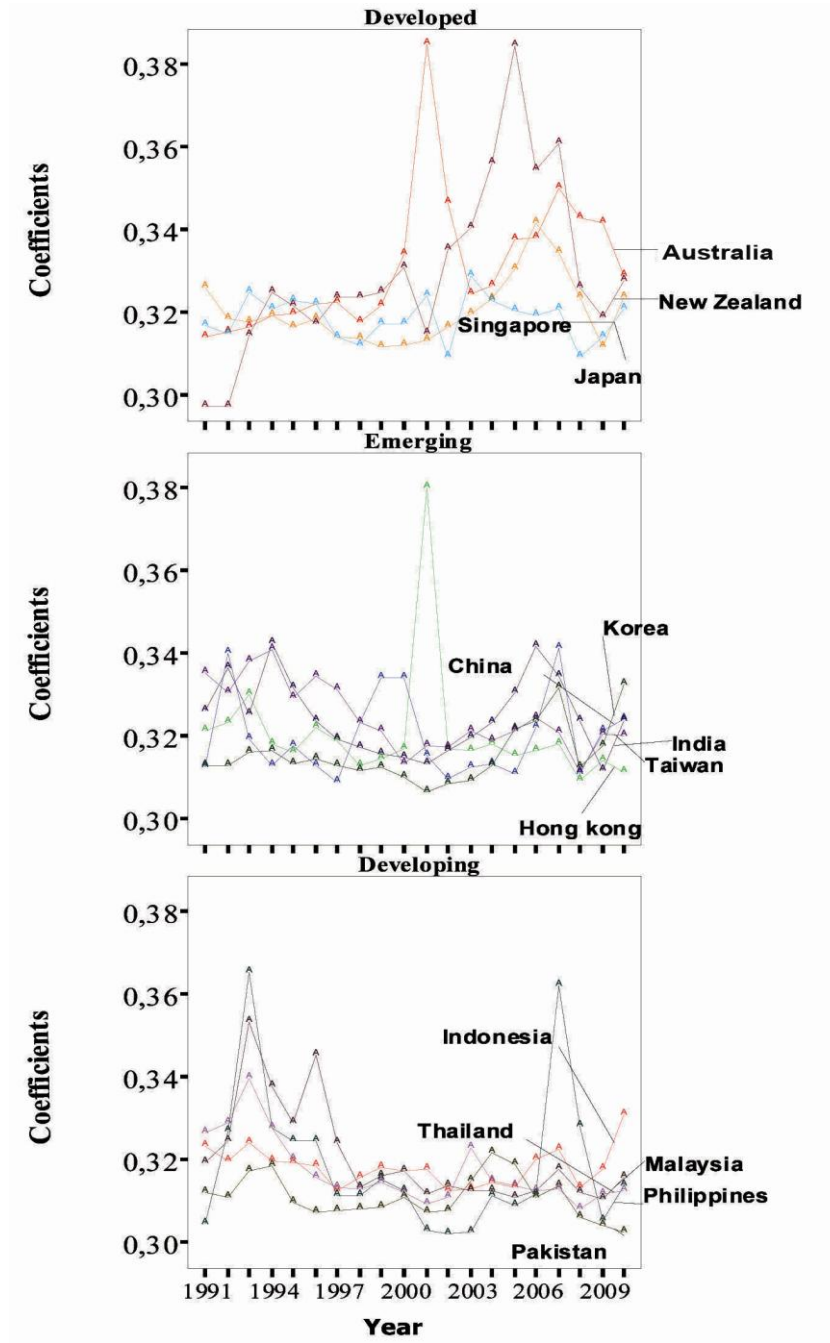 Developed
Coefficients
0,38
0,36
0,34
0,32
0,30
Australia
New Zealand
Singapore
Japan
Emerging
Coefficients
0,38
0,36
0,34
0,32
0,30
Korea
China
India
Taiwan
Hong kong
Developing
Coefficients
0,38
0,36
0,34
0,32
0,30
Indonesia
Thailand
Malaysia
Philippines
Pakistan
1991 1994 1997 2000 2003 2006 2009
Year